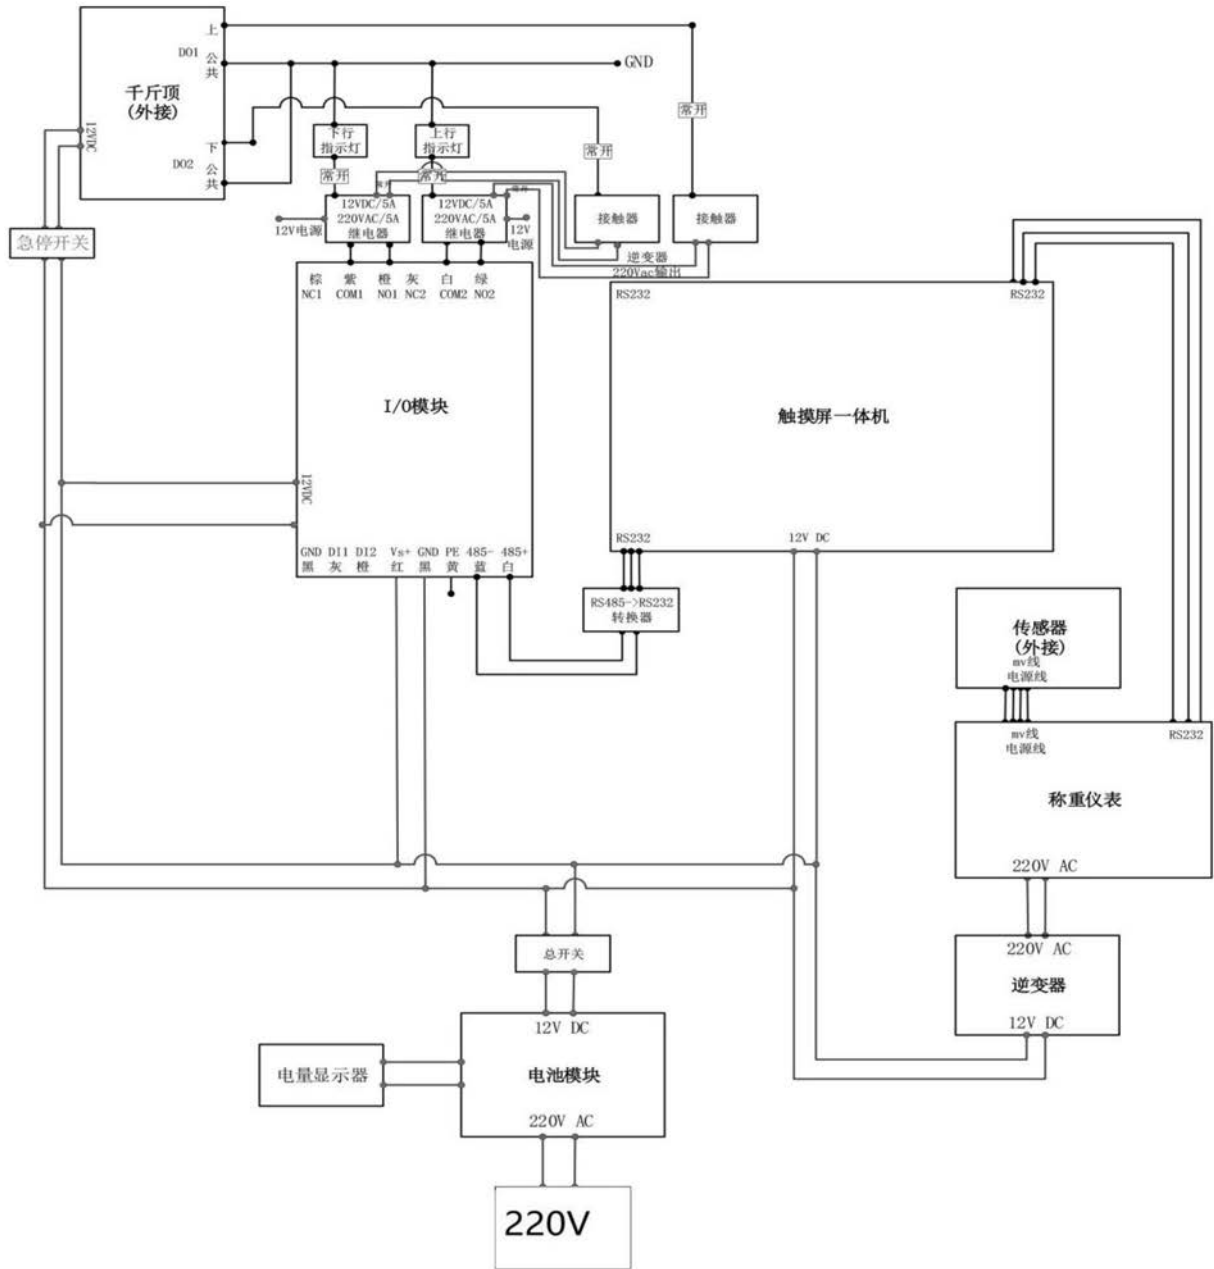 上
DO1
公
共
GND
千斤顶
(外接)
12VDC
下
DO2
公
共
常开
常开
下行
指示灯
上行
指示灯
常开
常开
常开
常开
急停开关
12V电源
12VDC/5A
220VAC/5A
继电器
12VDC/5A
220VAC/5A
继电器
12V
电源
接触器
接触器
逆变器
220Vac输出
棕 紫 橙 灰 白 绿
NC1 COM1 NO1 NC2 COM2 NO2
RS232
RS232
I/O模块
触摸屏一体机
12VDC
GND DI1 DI2 Vs+ GND PE 485- 485+
黑 灰 橙 红 黑 黄 蓝 白
RS232
12V DC
RS485->RS232
转换器
传感器
(外接)
mv线
电源线
mv线
电源线
RS232
称重仪表
220V AC
总开关
220V AC
逆变器
12V DC
12V DC
电量显示器
电池模块
220V AC
220V